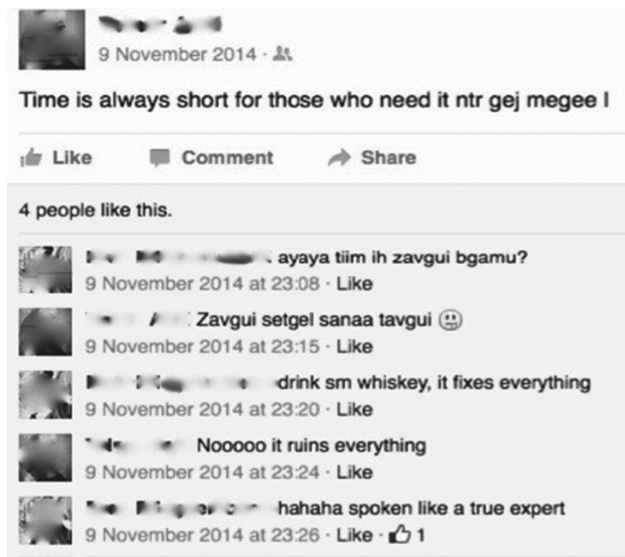 9 November 2014 ·
Time is always short for those who need it ntr gej megee l
Like Comment Share
4 people like this.
ayaya tiim ih zavgui bgamu?
9 November 2014 at 23:08 · Like
Zavgui setgel sanaa tavgui
9 November 2014 at 23:15 · Like
drink sm whiskey, it fixes everything
9 November 2014 at 23:20 · Like
Nooooo it ruins everything
9 November 2014 at 23:24 · Like
hahaha spoken like a true expert
9 November 2014 at 23:26 · Like · 1